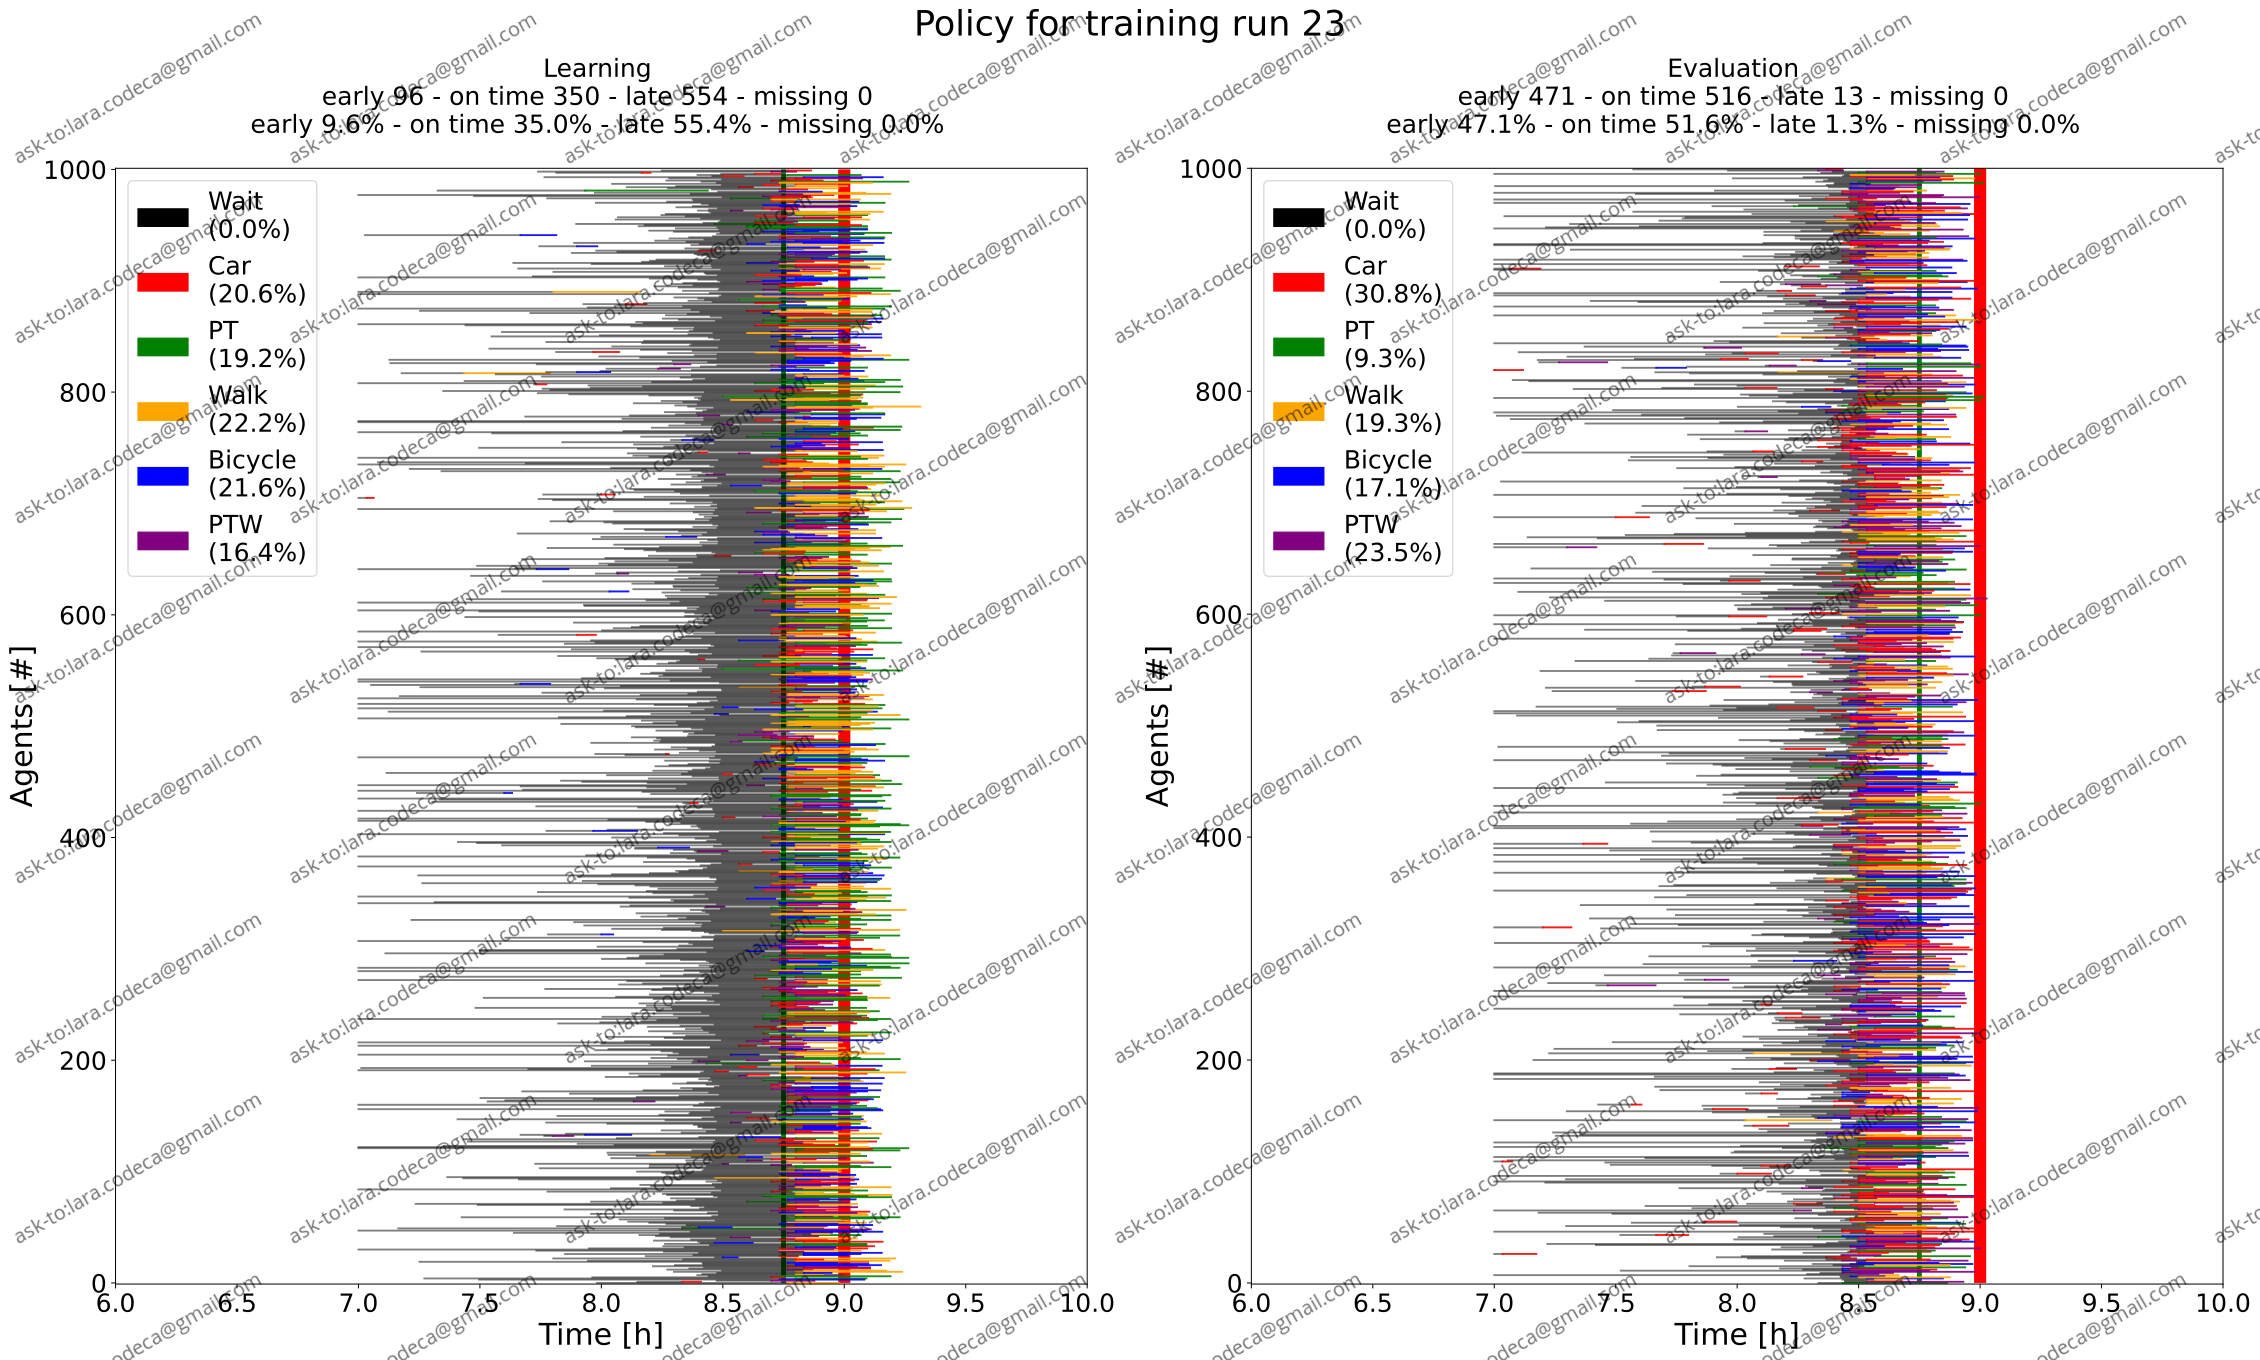 Policy for training run 23
Learning
early 96 - on time 350 - late 554 - missing 0
early 9.6% - on time 35.0% - late 55.4% - missing 0.0%
Agents [#]
1000
800
600
400
200
0
Wait
(0.0%)
Car
(20.6%)
PT
(19.2%)
Walk
(22.2%)
Bicycle
(21.6%)
PTW
(16.4%)
6.0 6.5 7.0 7.5 8.0 8.5 9.0 9.5 10.0
Time [h]
Evaluation
early 471 - on time 516 - late 13 - missing 0
early 47.1% - on time 51.6% - late 1.3% - missing 0.0%
Agents [#]
1000
800
600
400
200
0
Wait
(0.0%)
Car
(30.8%)
PT
(9.3%)
Walk
(19.3%)
Bicycle
(17.1%)
PTW
(23.5%)
6.0 6.5 7.0 7.5 8.0 8.5 9.0 9.5 10.0
Time [h]
ask-to:lara.codeca@gmail.com